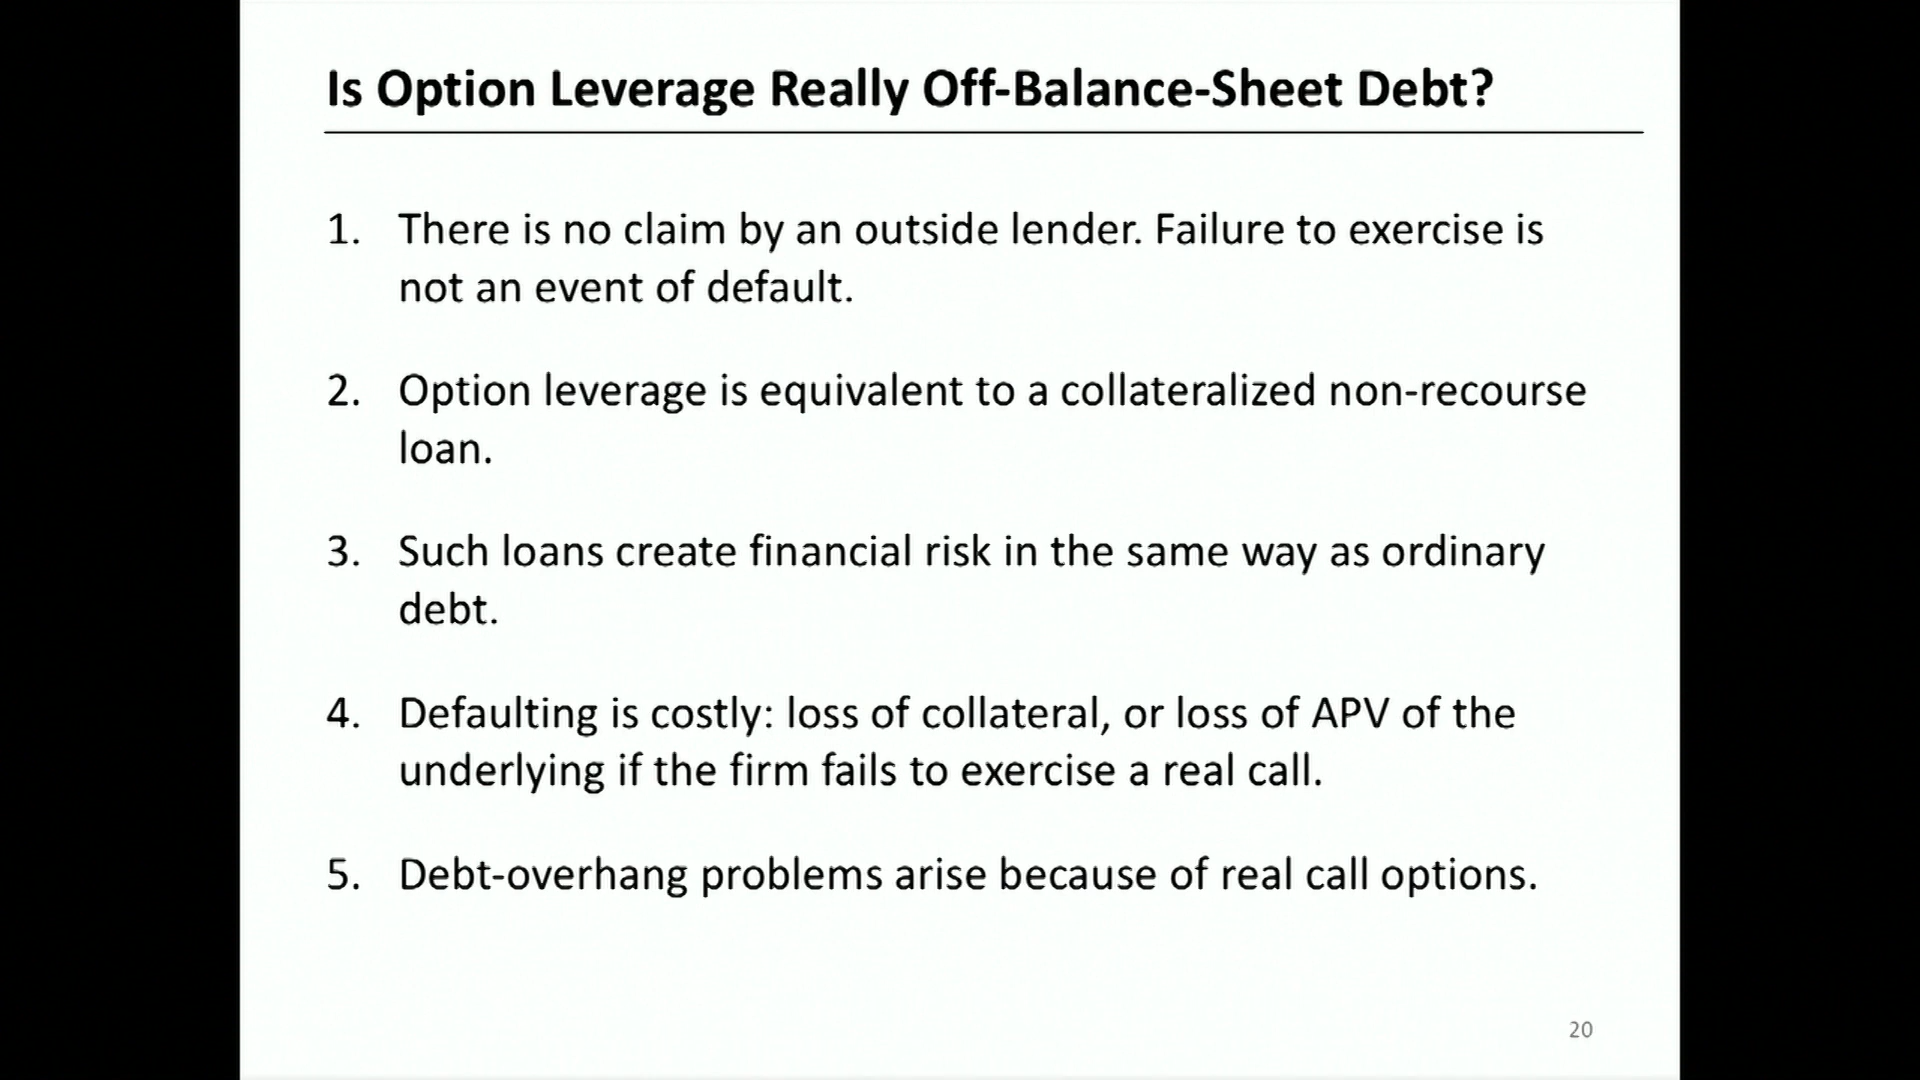 Is Option Leverage Really Off-Balance-Sheet Debt?
1. There is no claim by an outside lender. Failure to exercise is
not an event of default.
2. Option leverage is equivalent to a collateralized non-recourse
loan.
3. Such loans create financial risk in the same way as ordinary
debt.
4. Defaulting is costly: loss of collateral, or loss of APV of the
underlying if the firm fails to exercise a real call.
5. Debt-overhang problems arise because of real call options.
20